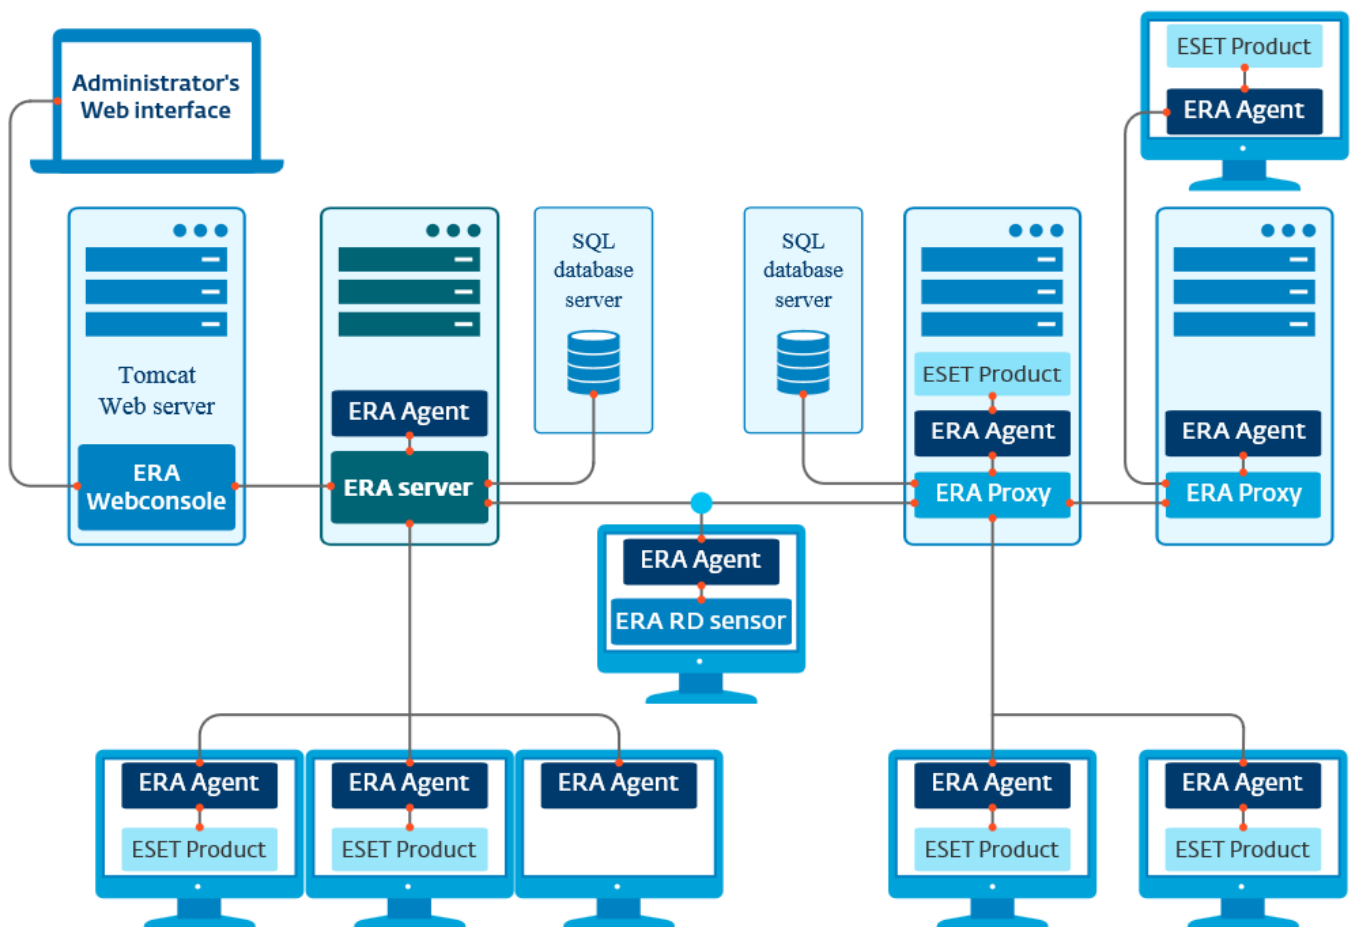 Administrator's
Web interface
ESET Product
ERA Agent
Tomcat
Web server
ERA
Webconsole
ERA Agent
ERA server
SQL
database
server
SQL
database
server
ESET Product
ERA Agent
ERA Proxy
ERA Agent
ERA Proxy
ERA Agent
ERA RD sensor
ERA Agent
ESET Product
ERA Agent
ESET Product
ERA Agent
ERA Agent
ESET Product
ERA Agent
ESET Product